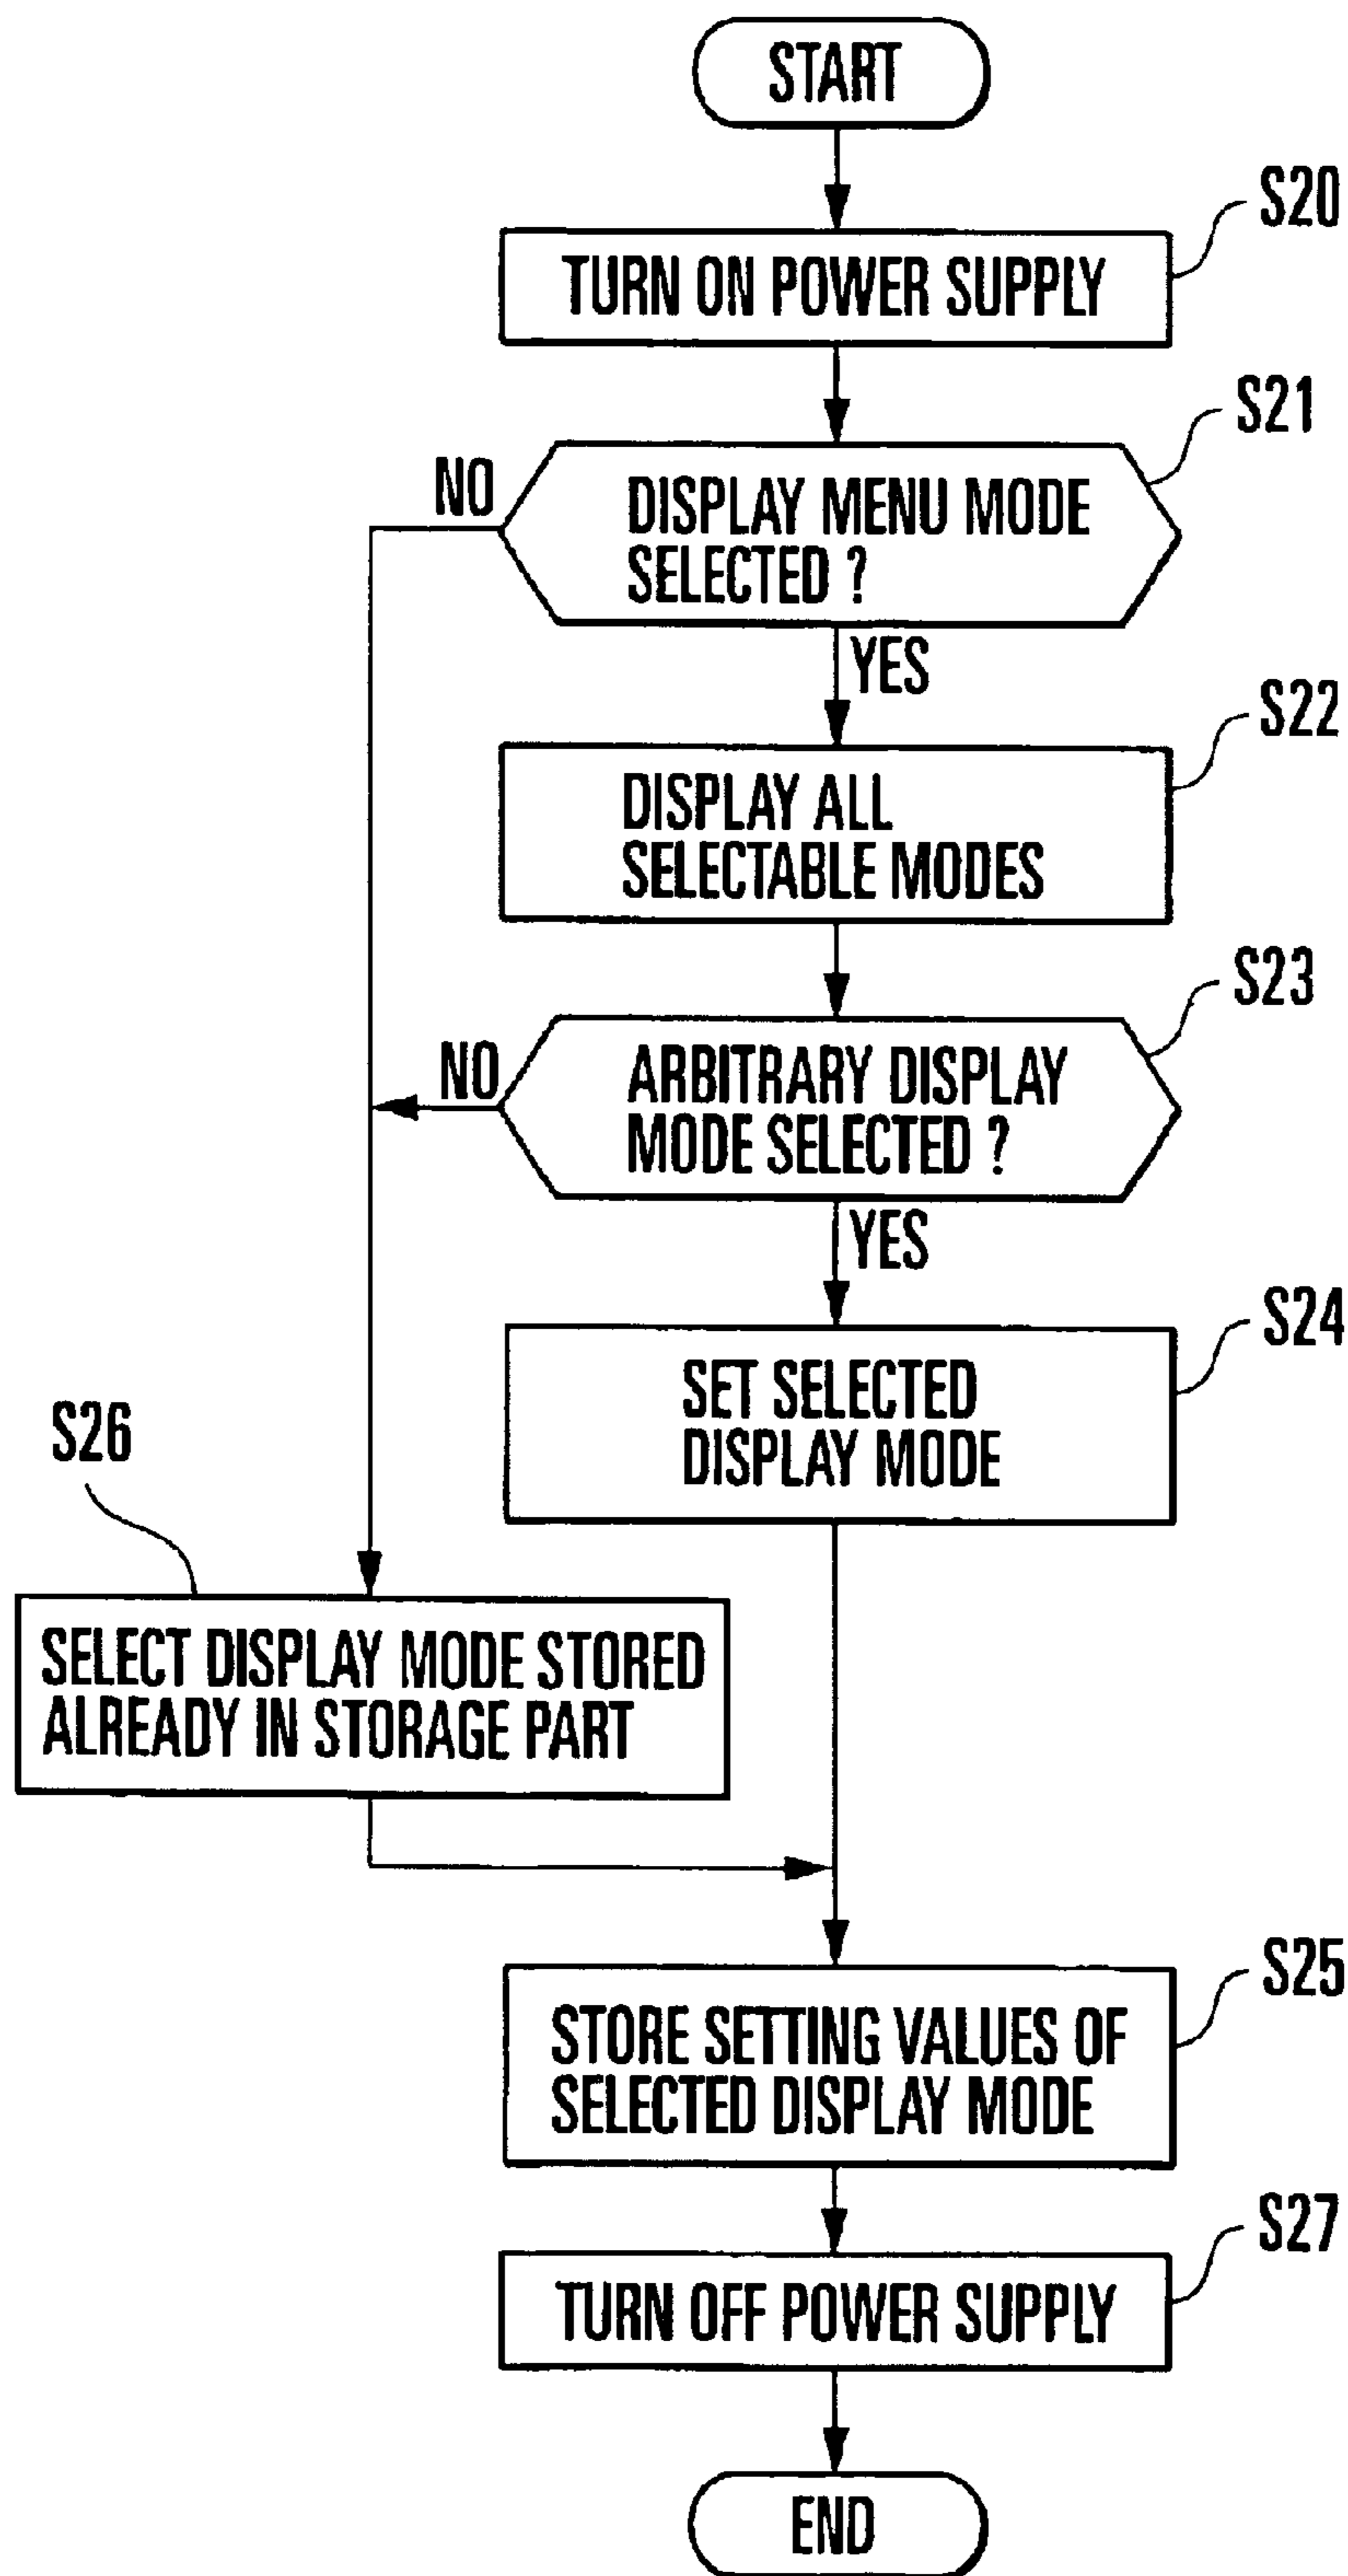 START
S20
TURN ON POWER SUPPLY
S21
NO
DISPLAY MENU MODE
SELECTED ?
YES
S22
DISPLAY ALL
SELECTABLE MODES
S23
NO
ARBITRARY DISPLAY
MODE SELECTED ?
YES
S24
SET SELECTED
DISPLAY MODE
S26
SELECT DISPLAY MODE STORED
ALREADY IN STORAGE PART
S25
STORE SETTING VALUES OF
SELECTED DISPLAY MODE
S27
TURN OFF POWER SUPPLY
END